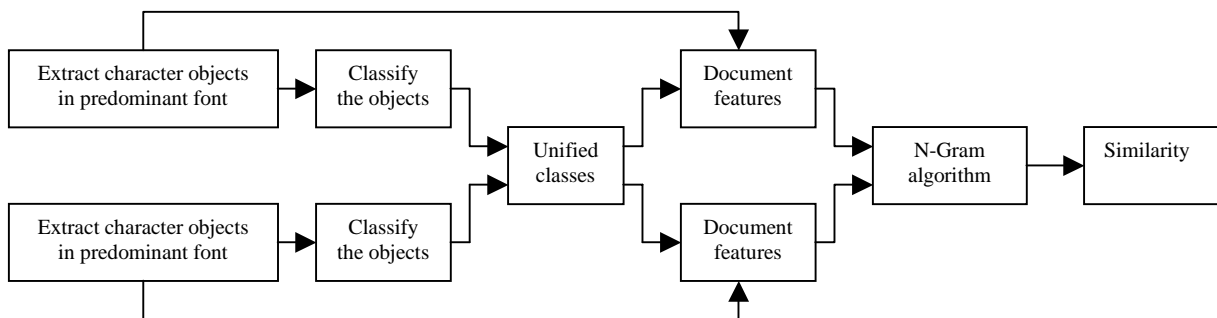 Extract character objects
in predominant font
Classify
the objects
Document
features
Unified
classes
N-Gram
algorithm
Similarity
Extract character objects
in predominant font
Classify
the objects
Document
features